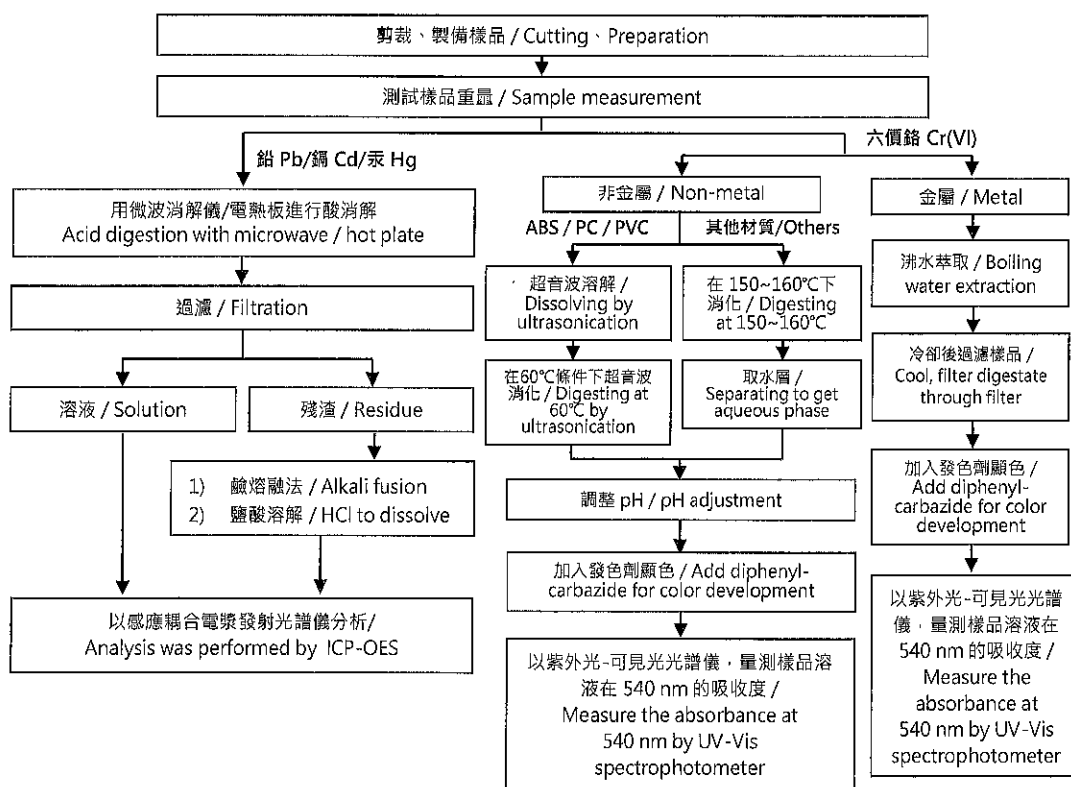 剪裁、製備樣品 / Cutting、Preparation
測試樣品重量 / Sample measurement
鉛 Pb/鎘 Cd/汞 Hg
六價鉻 Cr(VI)
用微波消解儀/電熱板進行酸消解
Acid digestion with microwave / hot plate
過濾 / Filtration
溶液 / Solution
殘渣 / Residue
1) 鹼熔融法 / Alkali fusion
2) 鹽酸溶解 / HCl to dissolve
以感應耦合電漿發射光譜儀分析/
Analysis was performed by ICP-OES
非金屬 / Non-metal
ABS / PC / PVC
其他材質/Others
超音波溶解 /
Dissolving by
ultrasonication
在60℃條件下超音波
消化 / Digesting at
60℃ by
ultrasonication
在 150~160℃下
消化 / Digesting
at 150~160℃
取水層 /
Separating to get
aqueous phase
調整 pH / pH adjustment
加入發色劑顯色 / Add diphenyl-
carbazide for color development
以紫外光-可見光光譜儀，量測樣品溶
液在 540 nm 的吸收度 /
Measure the absorbance at
540 nm by UV-Vis
spectrophotometer
金屬 / Metal
沸水萃取 / Boiling
water extraction
冷卻後過濾樣品 /
Cool, filter digestate
through filter
加入發色劑顯色 /
Add diphenyl-
carbazide for color
development
以紫外光-可見光光譜
儀，量測樣品溶液在
540 nm 的吸收度 /
Measure the
absorbance at
540 nm by UV-Vis
spectrophotometer